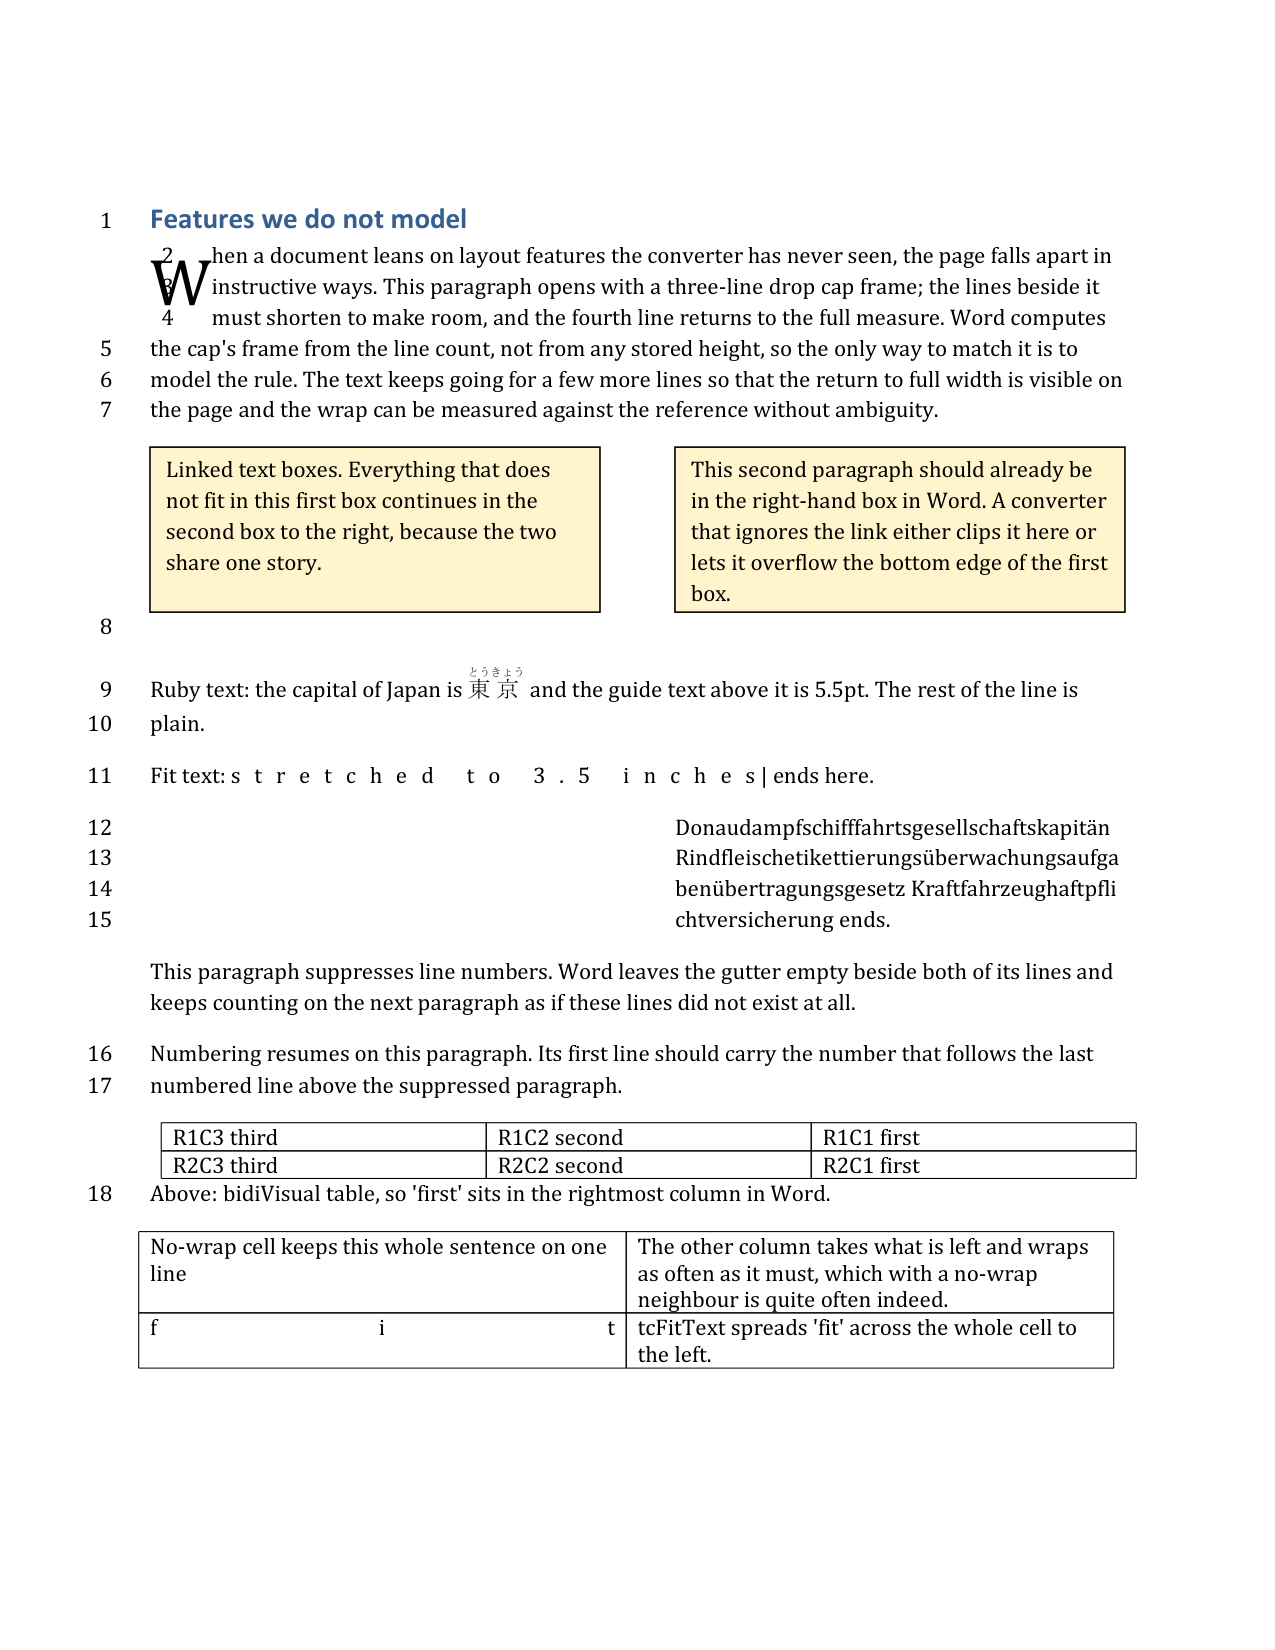 1 Features we do not model
2 When a document leans on layout features the converter has never seen, the page falls apart in
3 instructive ways. This paragraph opens with a three-line drop cap frame; the lines beside it
4 must shorten to make room, and the fourth line returns to the full measure. Word computes
5 the cap's frame from the line count, not from any stored height, so the only way to match it is to
6 model the rule. The text keeps going for a few more lines so that the return to full width is visible on
7 the page and the wrap can be measured against the reference without ambiguity.
Linked text boxes. Everything that does
not fit in this first box continues in the
second box to the right, because the two
share one story.
This second paragraph should already be
in the right-hand box in Word. A converter
that ignores the link either clips it here or
lets it overflow the bottom edge of the first
box.
8
とうきょう
9 Ruby text: the capital of Japan is 東京 and the guide text above it is 5.5pt. The rest of the line is
10 plain.
11 Fit text: s t r e t c h e d t o 3 . 5 i n c h e s | ends here.
12 Donaudampfschifffahrtsgesellschaftskapitän
13 Rindfleischetikettierungsüberwachungsaufga
14 benübertragungsgesetz Kraftfahrzeughaftpfli
15 chtversicherung ends.
This paragraph suppresses line numbers. Word leaves the gutter empty beside both of its lines and
keeps counting on the next paragraph as if these lines did not exist at all.
16 Numbering resumes on this paragraph. Its first line should carry the number that follows the last
17 numbered line above the suppressed paragraph.
R1C3 third R1C2 second R1C1 first
R2C3 third R2C2 second R2C1 first
18 Above: bidiVisual table, so 'first' sits in the rightmost column in Word.
No-wrap cell keeps this whole sentence on one
line
The other column takes what is left and wraps
as often as it must, which with a no-wrap
neighbour is quite often indeed.
f i t
tcFitText spreads 'fit' across the whole cell to
the left.